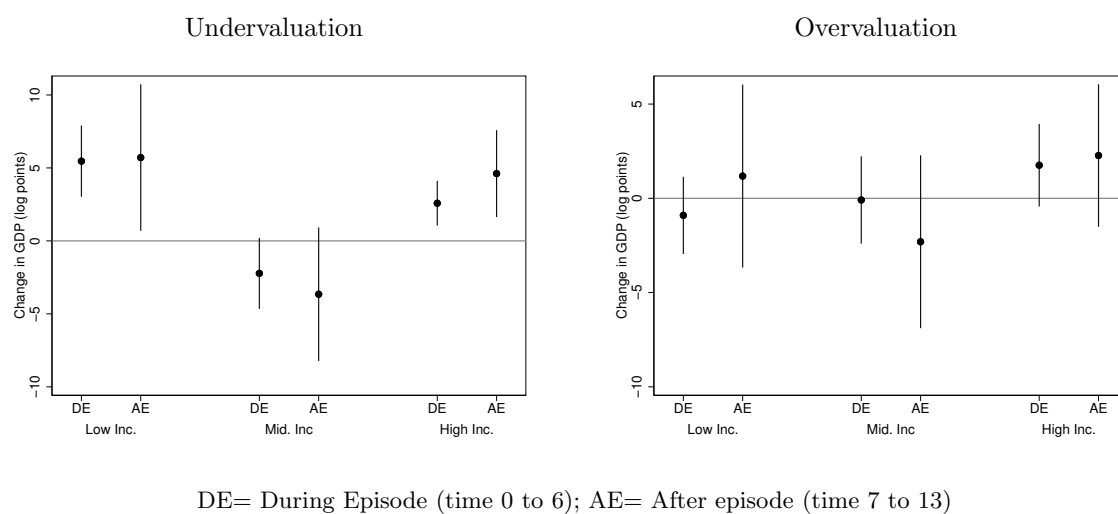 Undervaluation
Change in GDP (log points)
10
5
0
−5
−10
DE AE DE AE DE AE
Low Inc. Mid. Inc High Inc.
Overvaluation
Change in GDP (log points)
5
0
−5
−10
DE AE DE AE DE AE
Low Inc. Mid. Inc High Inc.
DE= During Episode (time 0 to 6); AE= After episode (time 7 to 13)